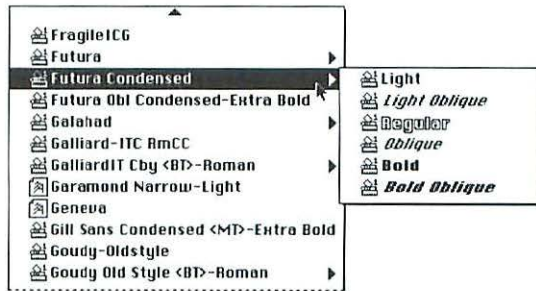 FragileICG
Futura
Futura Condensed
Futura Obl Condensed-Extra Bold
Galahad
Galliard-ITC RmCC
GalliardIT Cby <BT>-Roman
Garamond Narrow-Light
Geneva
Gill Sans Condensed <MT>-Extra Bold
Goudy-Oldstyle
Goudy Old Style <BT>-Roman
Light
Light Oblique
Regular
Oblique
Bold
Bold Oblique